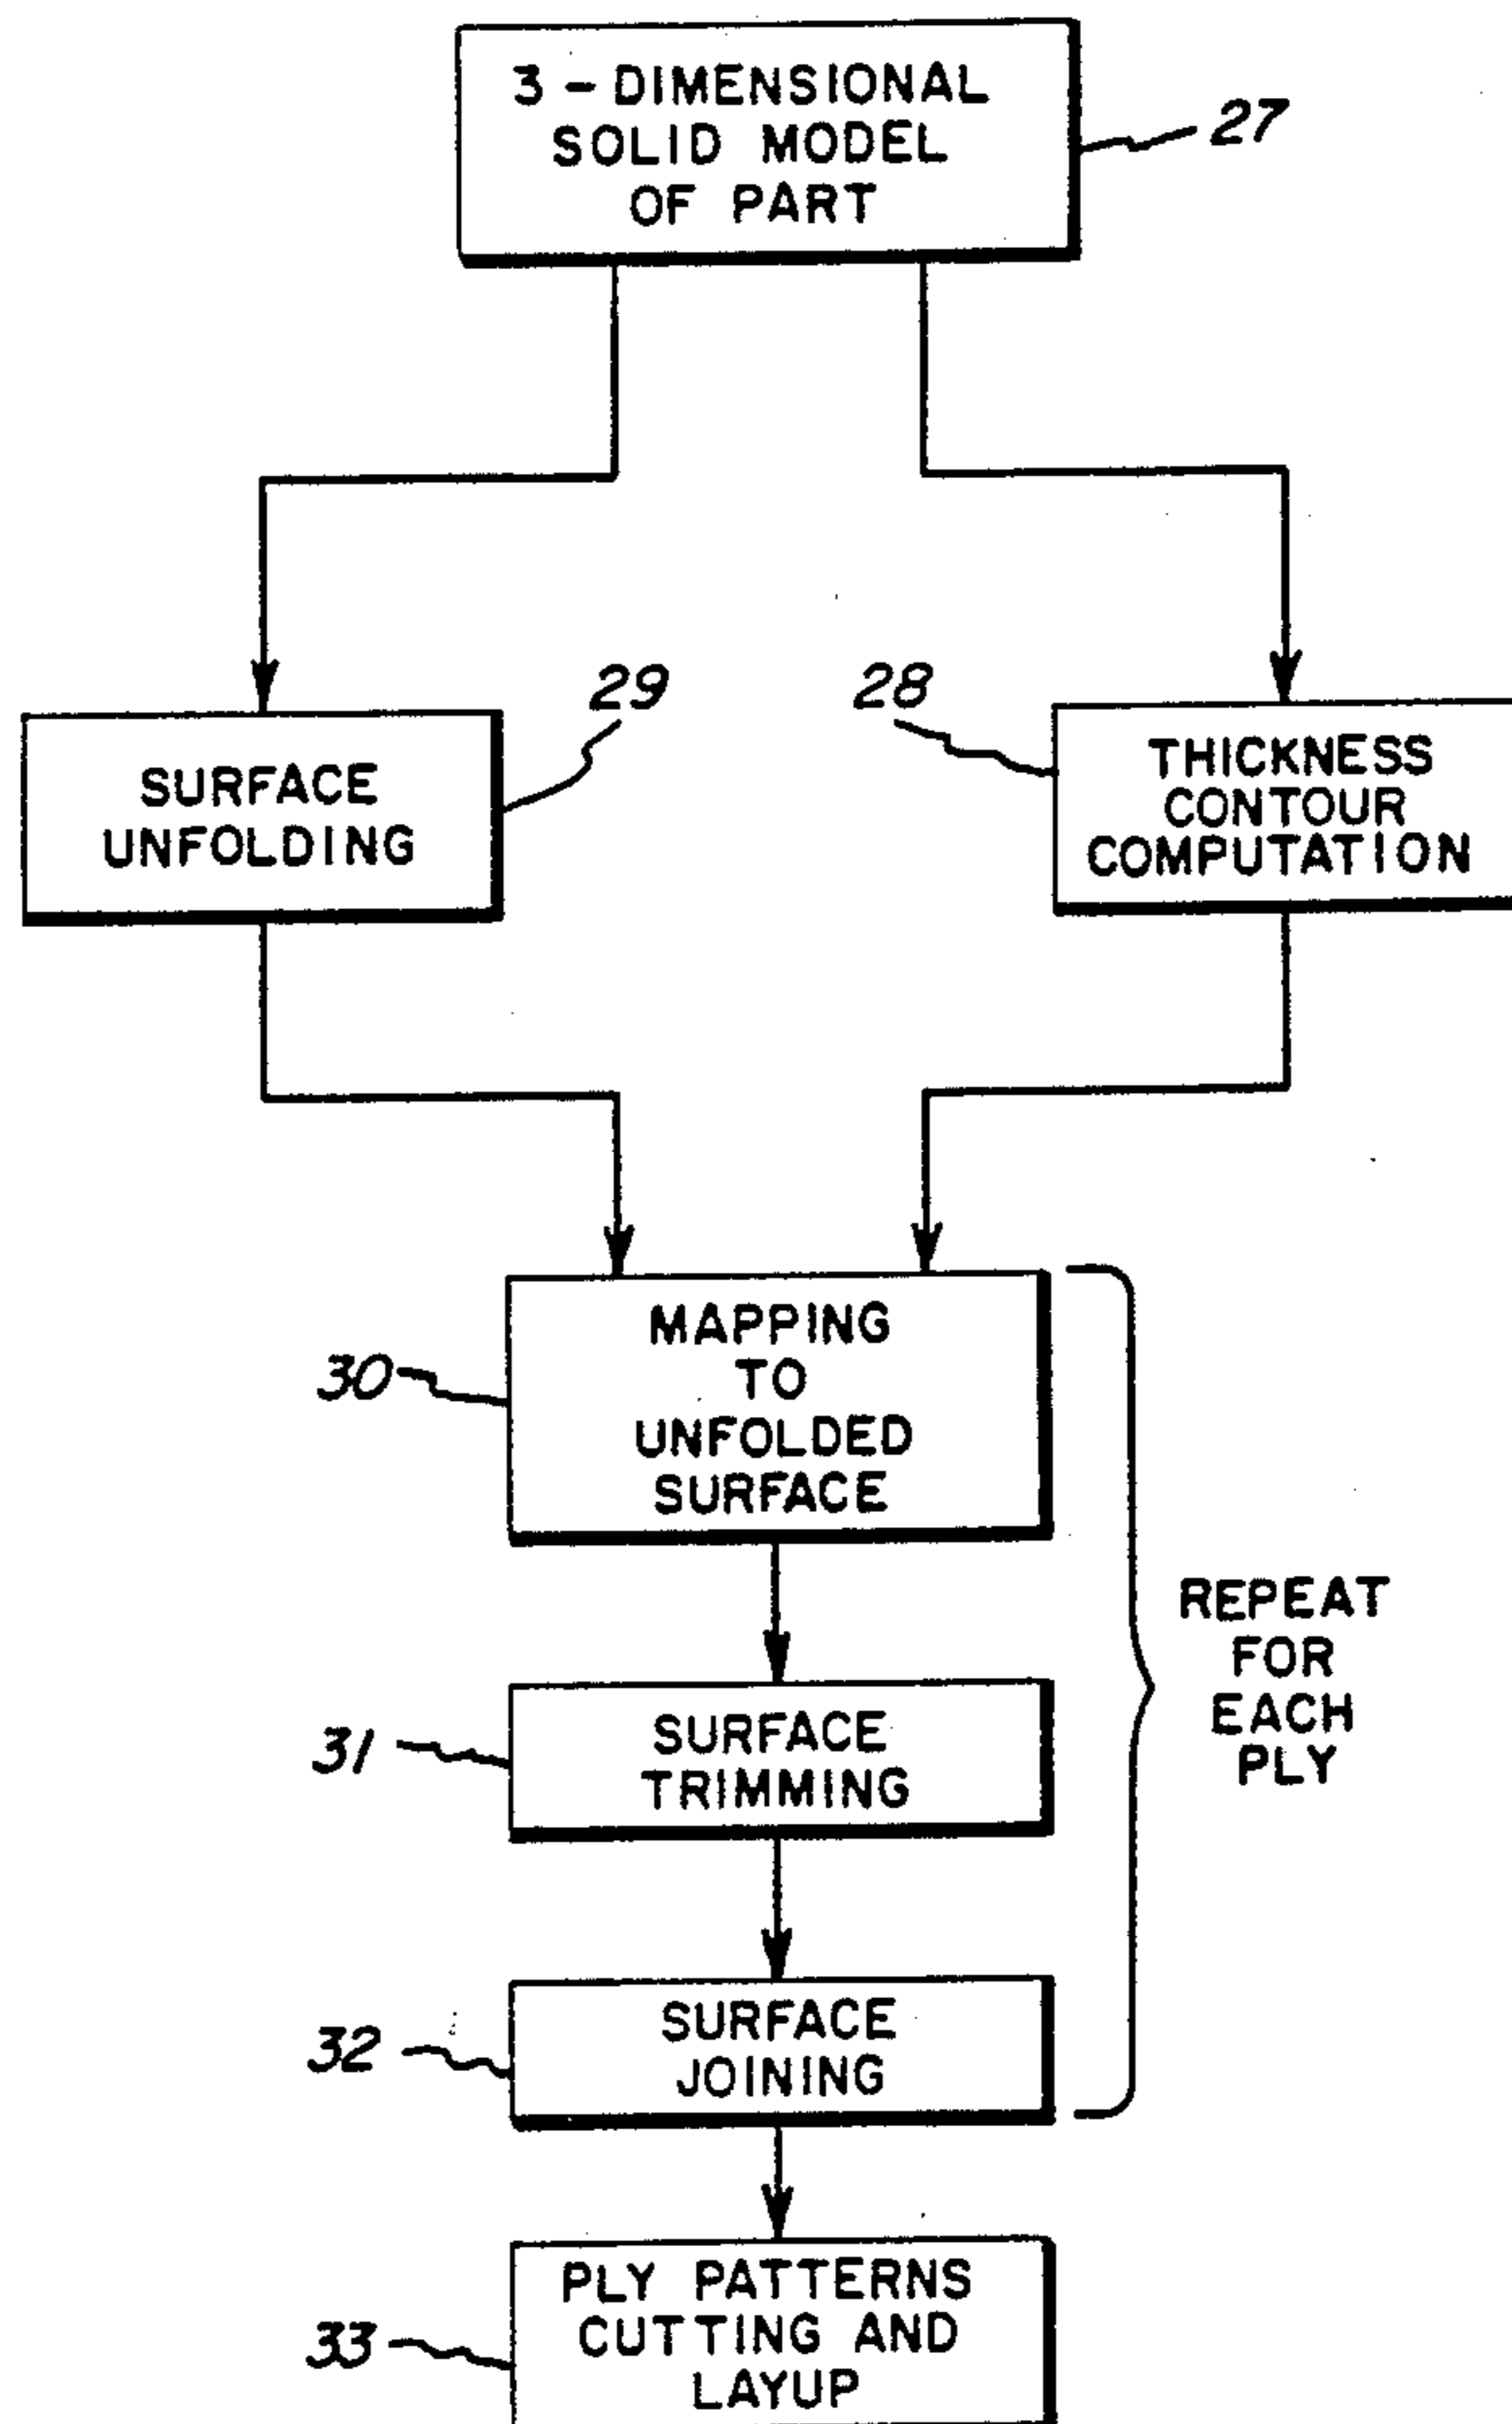 3-DIMENSIONAL
SOLID MODEL
OF PART
27
29
28
SURFACE
UNFOLDING
THICKNESS
CONTOUR
COMPUTATION
30
MAPPING
TO
UNFOLDED
SURFACE
REPEAT
FOR
EACH
PLY
31
SURFACE
TRIMMING
32
SURFACE
JOINING
33
PLY PATTERNS
CUTTING AND
LAYUP